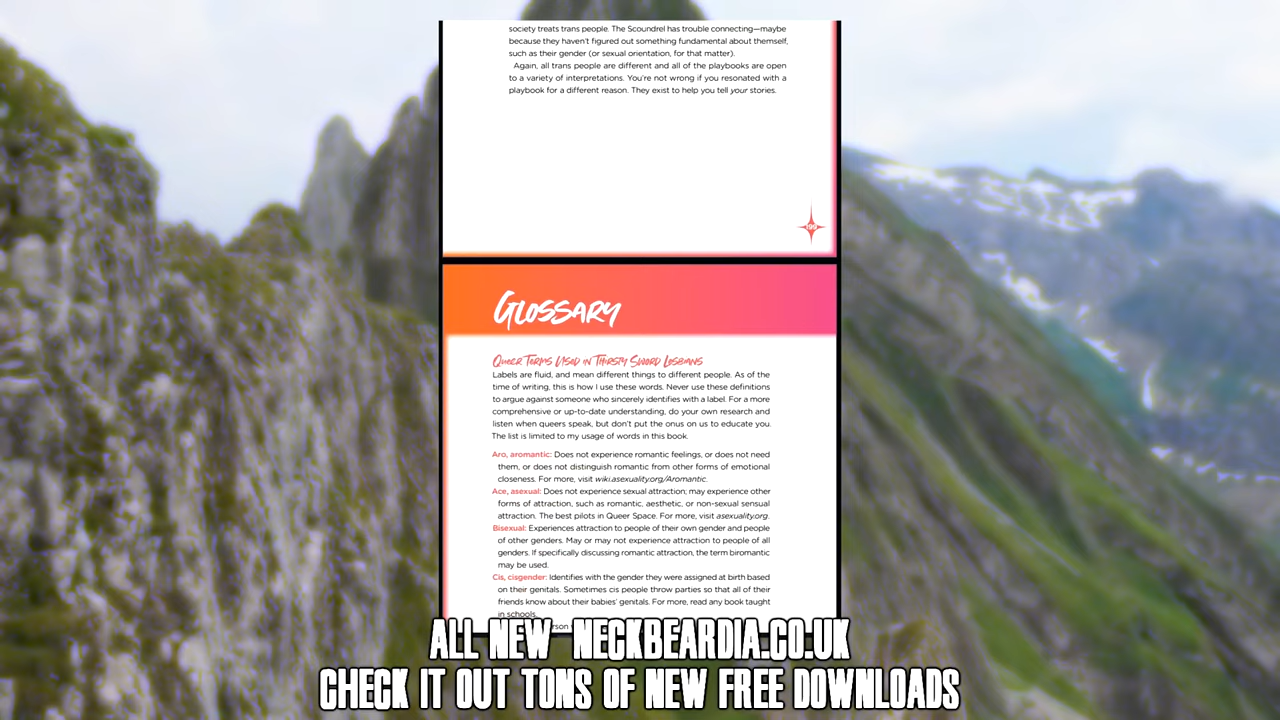 society treats trans people. The Scoundrel has trouble connecting—maybe
because they haven't figured out something fundamental about themself,
such as their gender (or sexual orientation, for that matter).
Again, all trans people are different and all of the playbooks are open
to a variety of interpretations. You're not wrong if you resonated with a
playbook for a different reason. They exist to help you tell your stories.
Glossary
Queer Terms Used in Thirsty Sword Lesbians
Labels are fluid, and mean different things to different people. As of the
time of writing, this is how I use these words. Never use these definitions
to argue against someone who sincerely identifies with a label. For a more
comprehensive or up-to-date understanding, do your own research and
listen when queers speak, but don't put the onus on us to educate you.
The list is limited to my usage of words in this book.
Aro, aromantic: Does not experience romantic feelings, or does not need
them, or does not distinguish romantic from other forms of emotional
closeness. For more, visit wiki.asexuality.org/Aromantic.
Ace, asexual: Does not experience sexual attraction; may experience other
forms of attraction, such as romantic, aesthetic, or non-sexual sensual
attraction. The best pilots in Queer Space. For more, visit asexuality.org.
Bisexual: Experiences attraction to people of their own gender and people
of other genders. May or may not experience attraction to people of all
genders. If specifically discussing romantic attraction, the term biromantic
may be used.
Cis, cisgender: Identifies with the gender they were assigned at birth based
on their genitals. Sometimes cis people throw parties so that all of their
friends know about their babies' genitals. For more, read any book taught
in schools.
ALL NEW NECKBEARDIA.CO.UK
CHECK IT OUT TONS OF NEW FREE DOWNLOADS